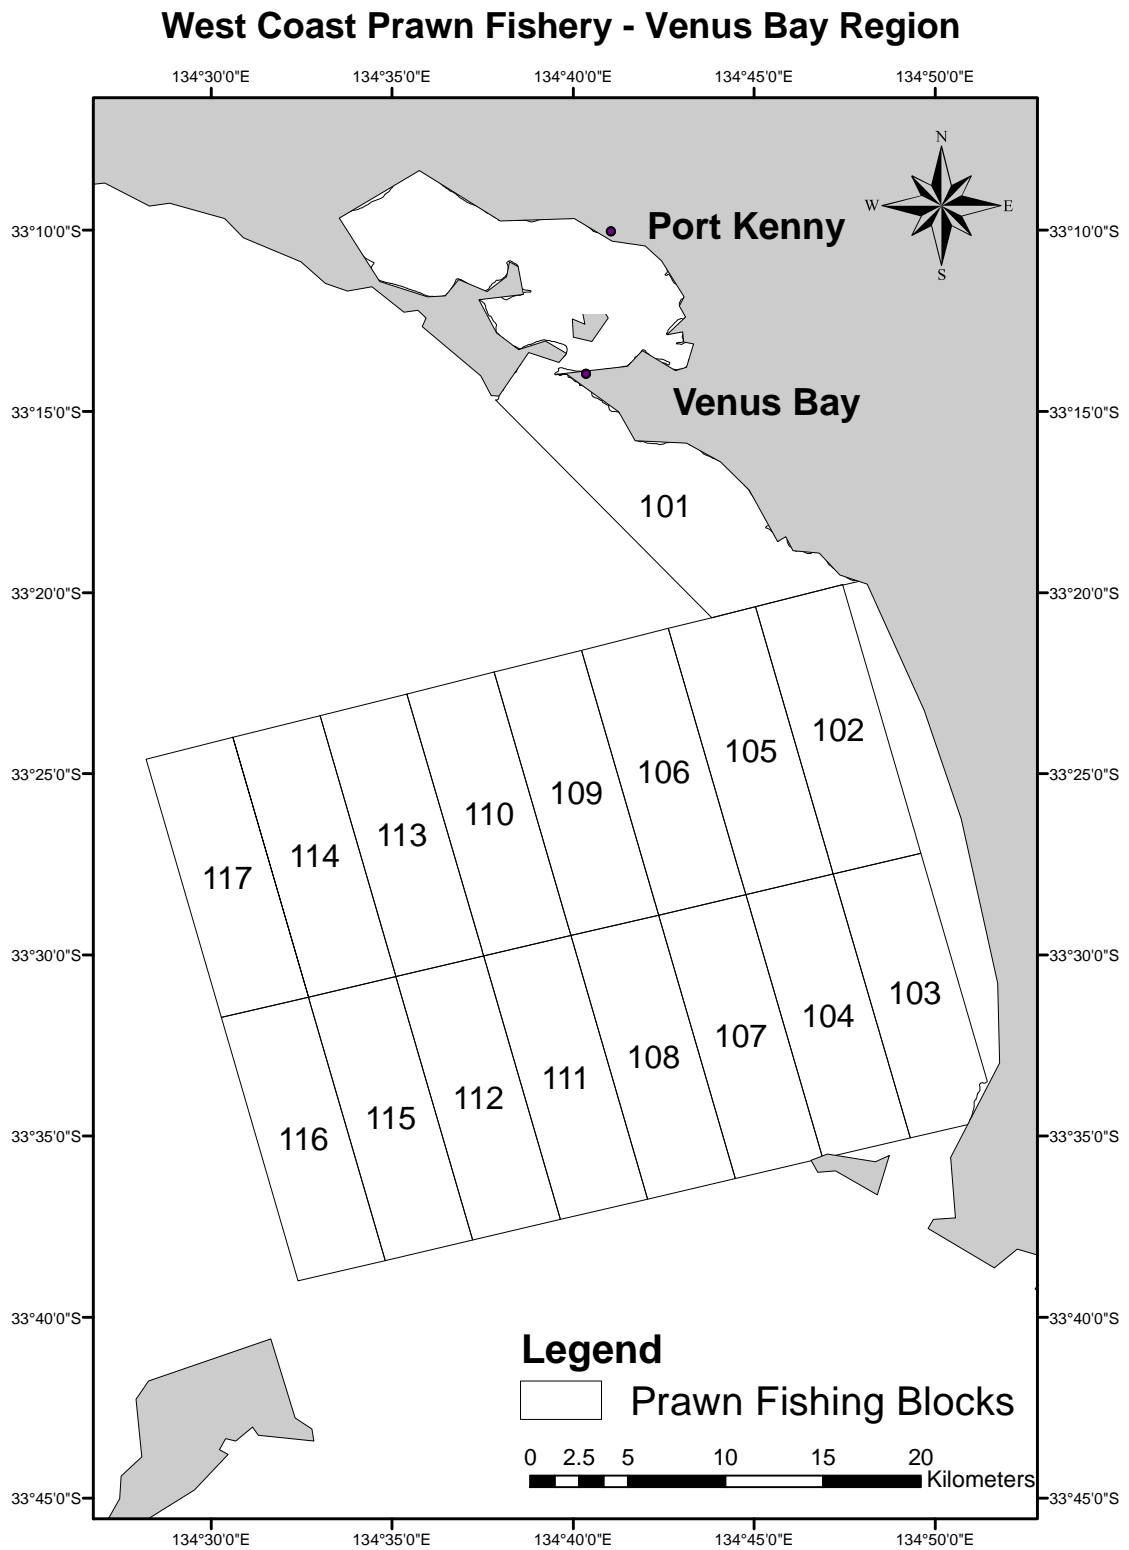 West Coast Prawn Fishery - Venus Bay Region
134°30'0"E 134°35'0"E 134°40'0"E 134°45'0"E 134°50'0"E
N
W E
S
33°10'0"S Port Kenny 33°10'0"S
Venus Bay
33°15'0"S 33°15'0"S
101
33°20'0"S 33°20'0"S
102
105
106
109
110
113
114
117
33°25'0"S 33°25'0"S
33°30'0"S 33°30'0"S
103
104
107
108
111
112
115
116
33°35'0"S 33°35'0"S
33°40'0"S 33°40'0"S
Legend
Prawn Fishing Blocks
0 2.5 5 10 15 20
Kilometers
33°45'0"S 33°45'0"S
134°30'0"E 134°35'0"E 134°40'0"E 134°45'0"E 134°50'0"E